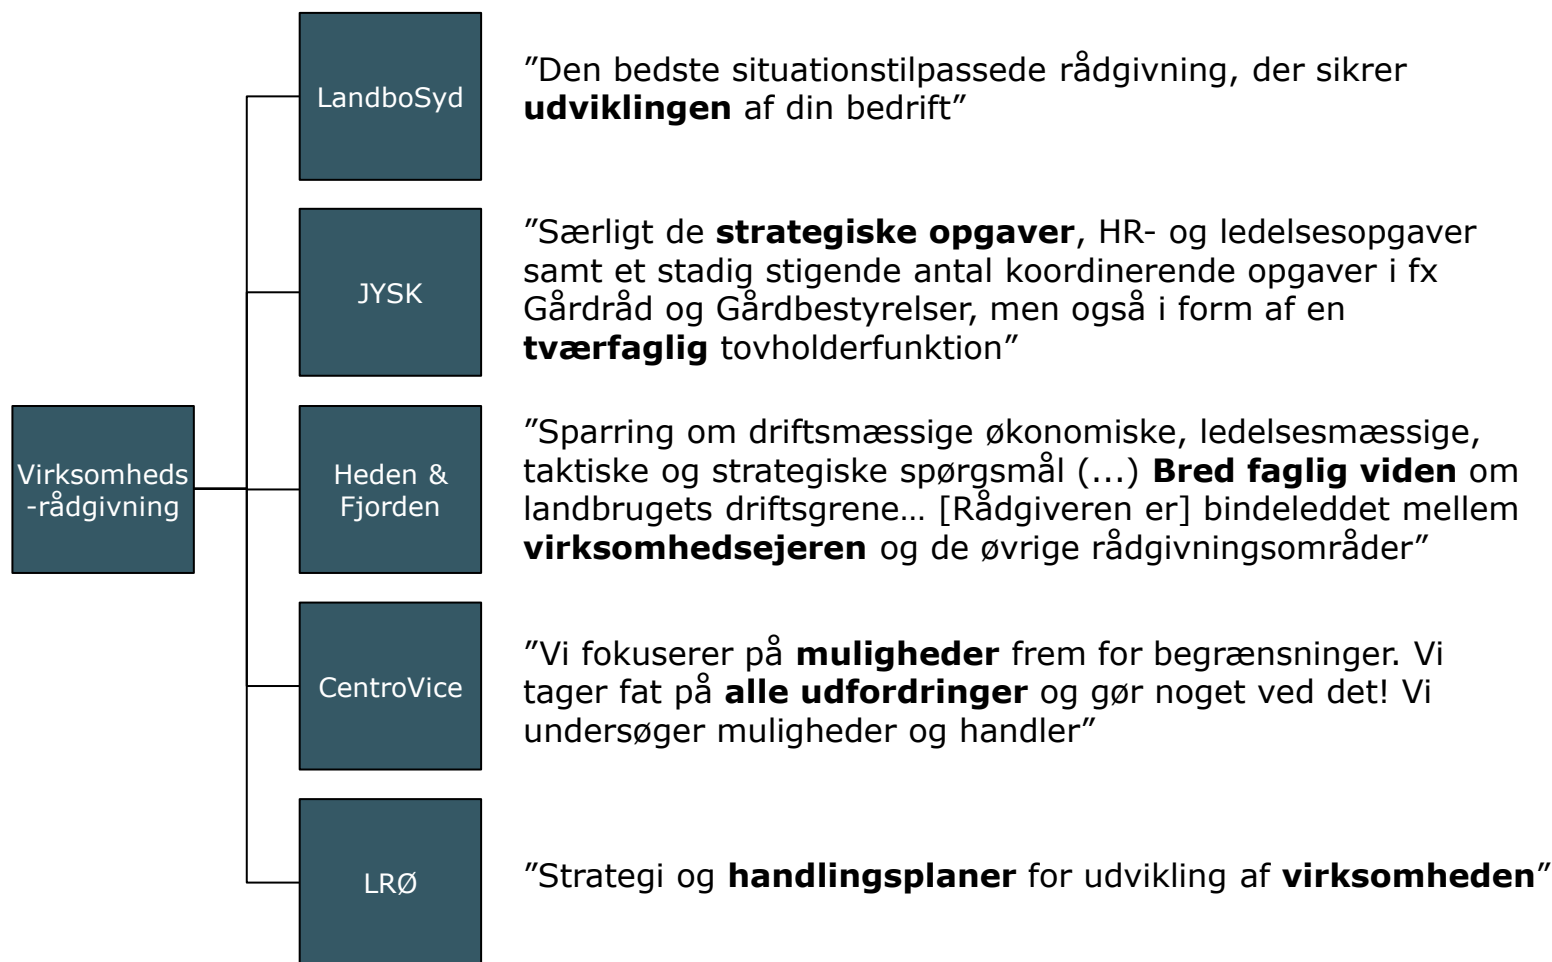 LandboSyd
”Den bedste situationstilpassede rådgivning, der sikrer
udviklingen af din bedrift”
JYSK
”Særligt de strategiske opgaver, HR- og ledelsesopgaver
samt et stadig stigende antal koordinerende opgaver i fx
Gårdråd og Gårdbestyrelser, men også i form af en
tværfaglig tovholderfunktion”
Virksomheds
-rådgivning
Heden &
Fjorden
”Sparring om driftsmæssige økonomiske, ledelsesmæssige,
taktiske og strategiske spørgsmål (...) Bred faglig viden om
landbrugets driftsgrene… [Rådgiveren er] bindeleddet mellem
virksomhedsejeren og de øvrige rådgivningsområder”
CentroVice
”Vi fokuserer på muligheder frem for begrænsninger. Vi
tager fat på alle udfordringer og gør noget ved det! Vi
undersøger muligheder og handler”
LRØ
”Strategi og handlingsplaner for udvikling af virksomheden”